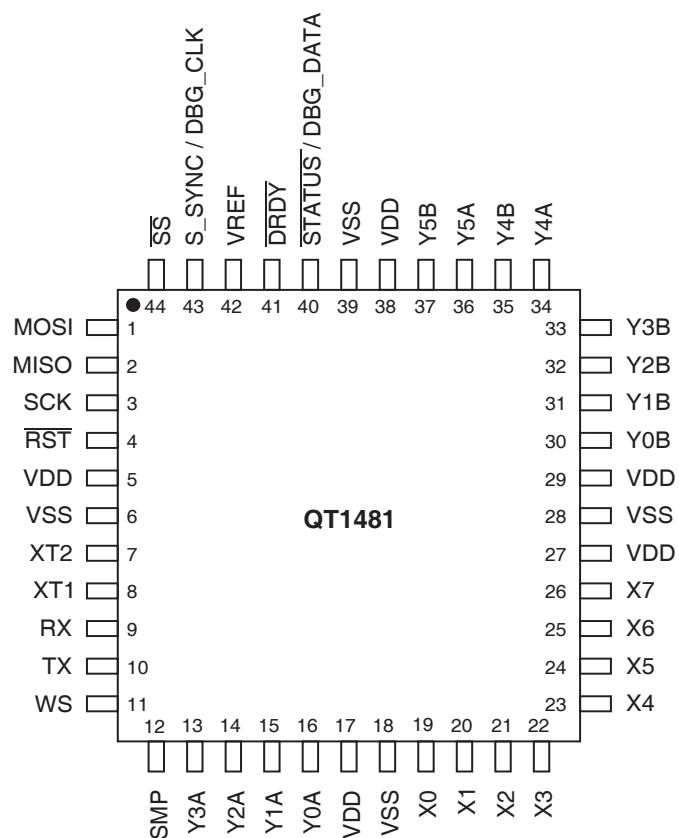 S̅S̅
S_SYNC / DBG_CLK
VREF
D̅R̅D̅Y̅
S̅T̅A̅T̅U̅S̅ / DBG_DATA
VSS
VDD
Y5B
Y5A
Y4B
Y4A
44 43 42 41 40 39 38 37 36 35 34
MOSI 1
MISO 2
SCK 3
R̅S̅T̅ 4
VDD 5
VSS 6
XT2 7
XT1 8
RX 9
TX 10
WS 11
QT1481
33 Y3B
32 Y2B
31 Y1B
30 Y0B
29 VDD
28 VSS
27 VDD
26 X7
25 X6
24 X5
23 X4
12 13 14 15 16 17 18 19 20 21 22
SMP
Y3A
Y2A
Y1A
Y0A
VDD
VSS
X0
X1
X2
X3